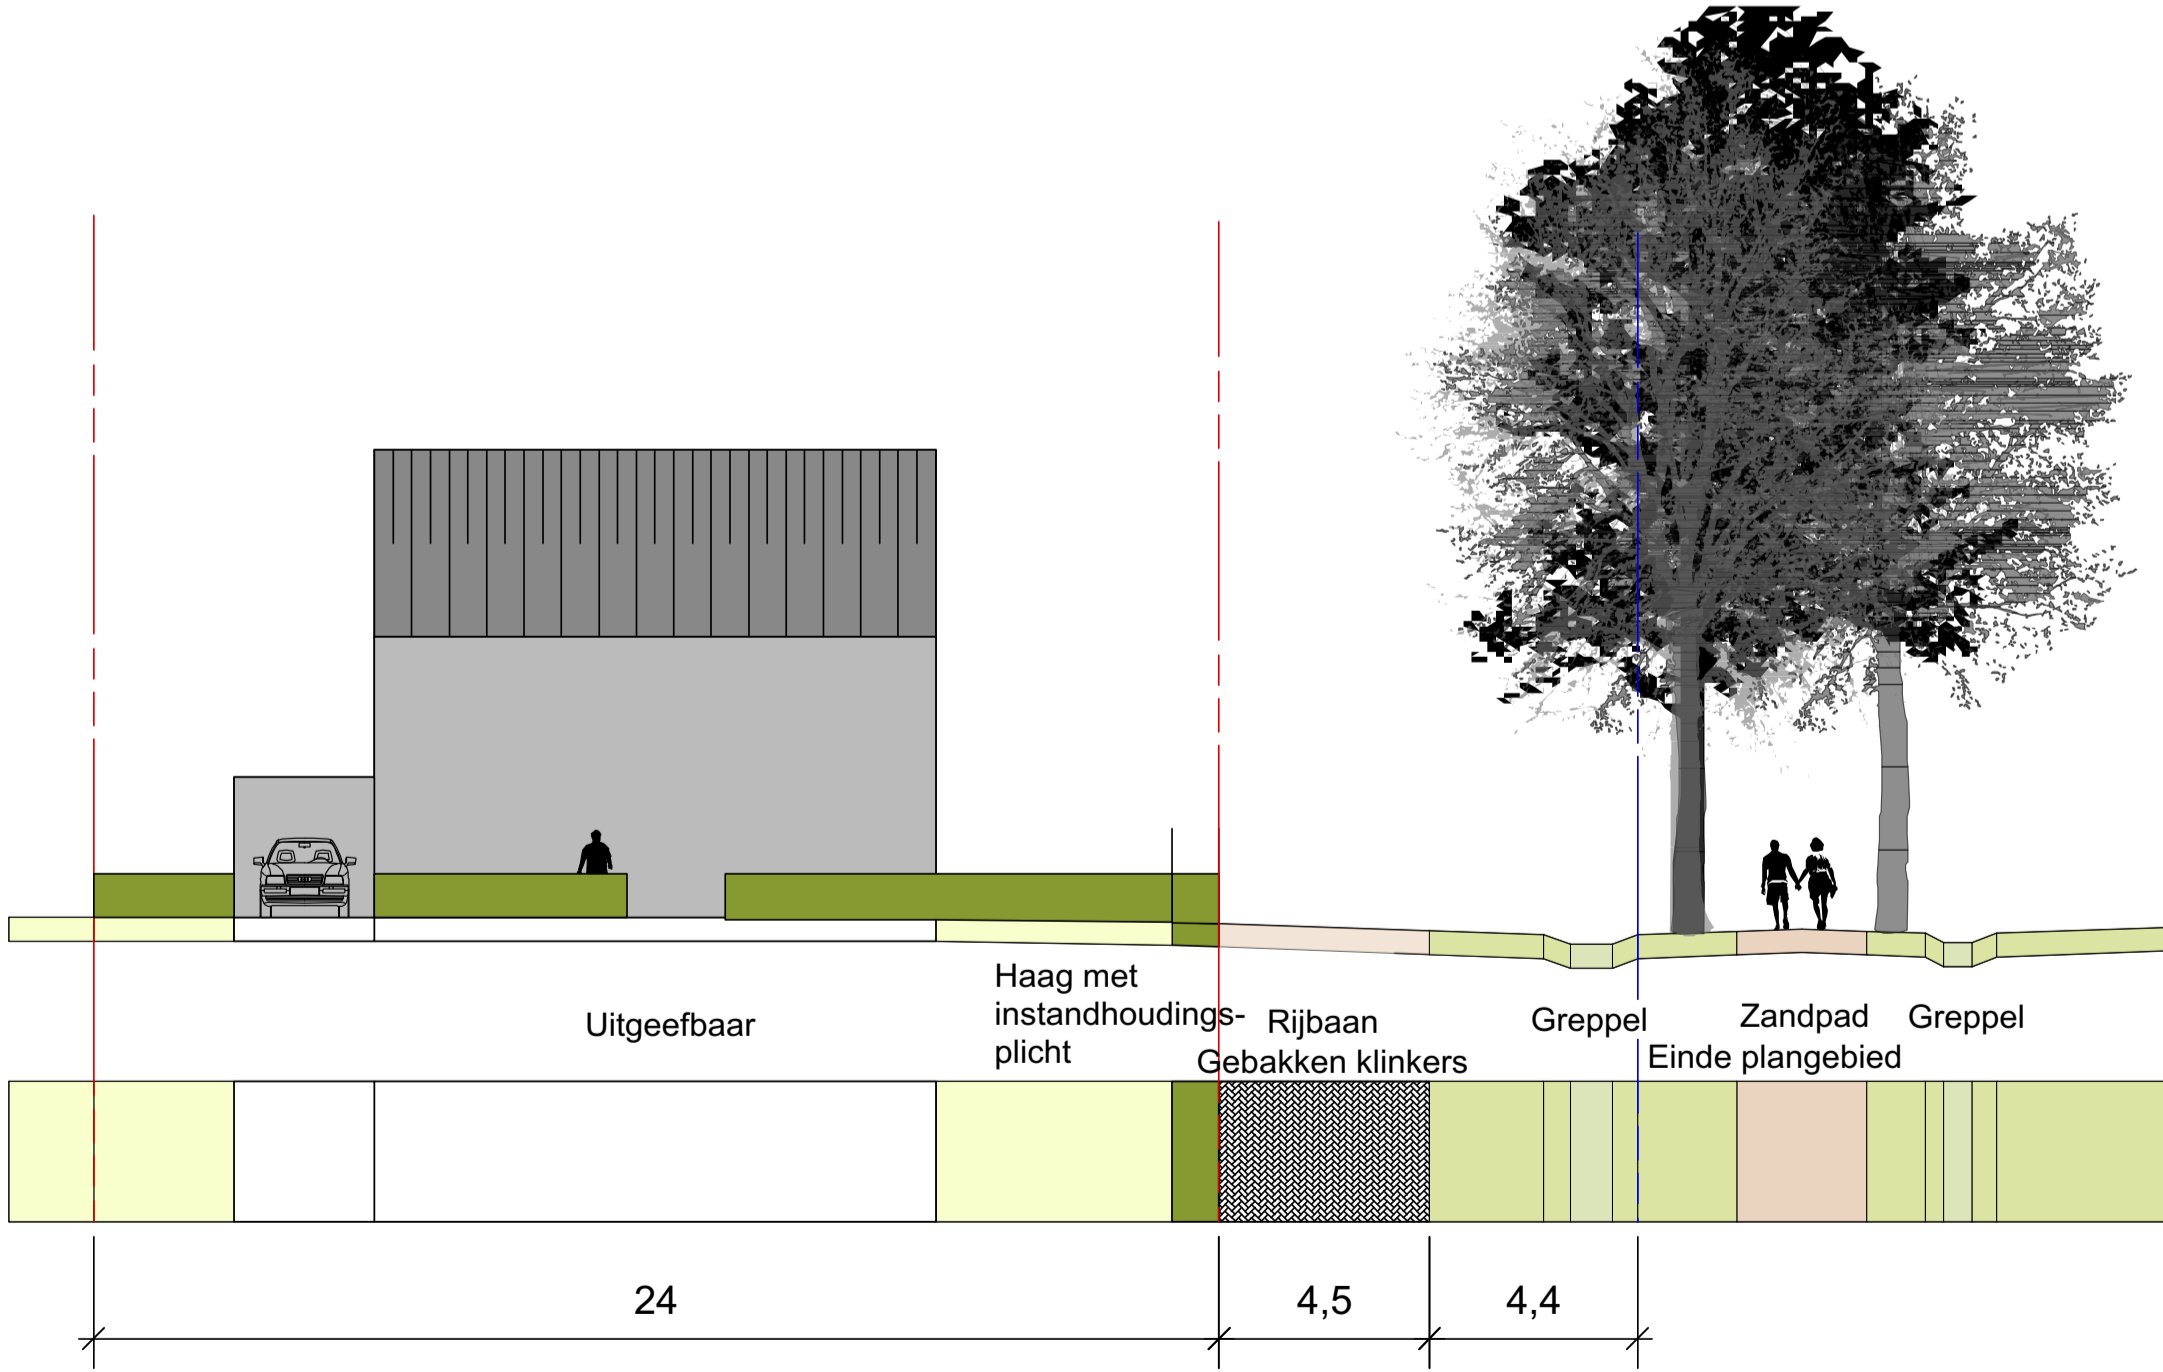 Uitgeefbaar
Haag met
instandhoudings-
plicht
Rijbaan
Gebakken klinkers
Greppel
Zandpad
Einde plangebied
Greppel
24
4,5
4,4